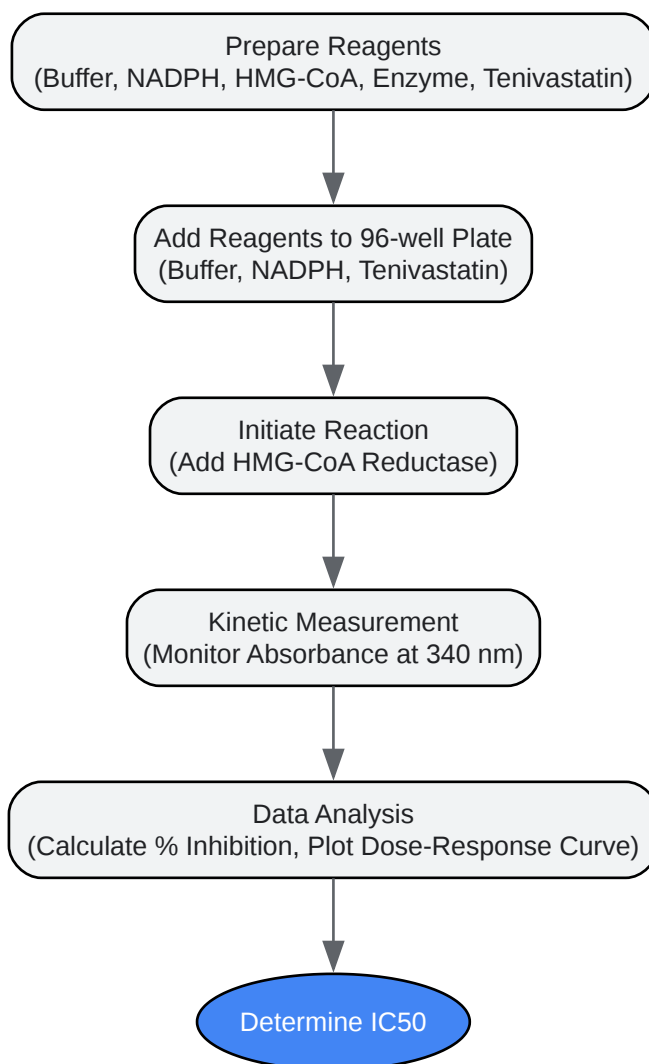 Prepare Reagents
(Buffer, NADPH, HMG-CoA, Enzyme, Tenivastatin)
Add Reagents to 96-well Plate
(Buffer, NADPH, Tenivastatin)
Initiate Reaction
(Add HMG-CoA Reductase)
Kinetic Measurement
(Monitor Absorbance at 340 nm)
Data Analysis
(Calculate % Inhibition, Plot Dose-Response Curve)
Determine IC50